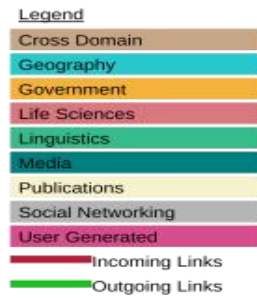 Legend
Cross Domain
Geography
Government
Life Sciences
Linguistics
Media
Publications
Social Networking
User Generated
Incoming Links
Outgoing Links